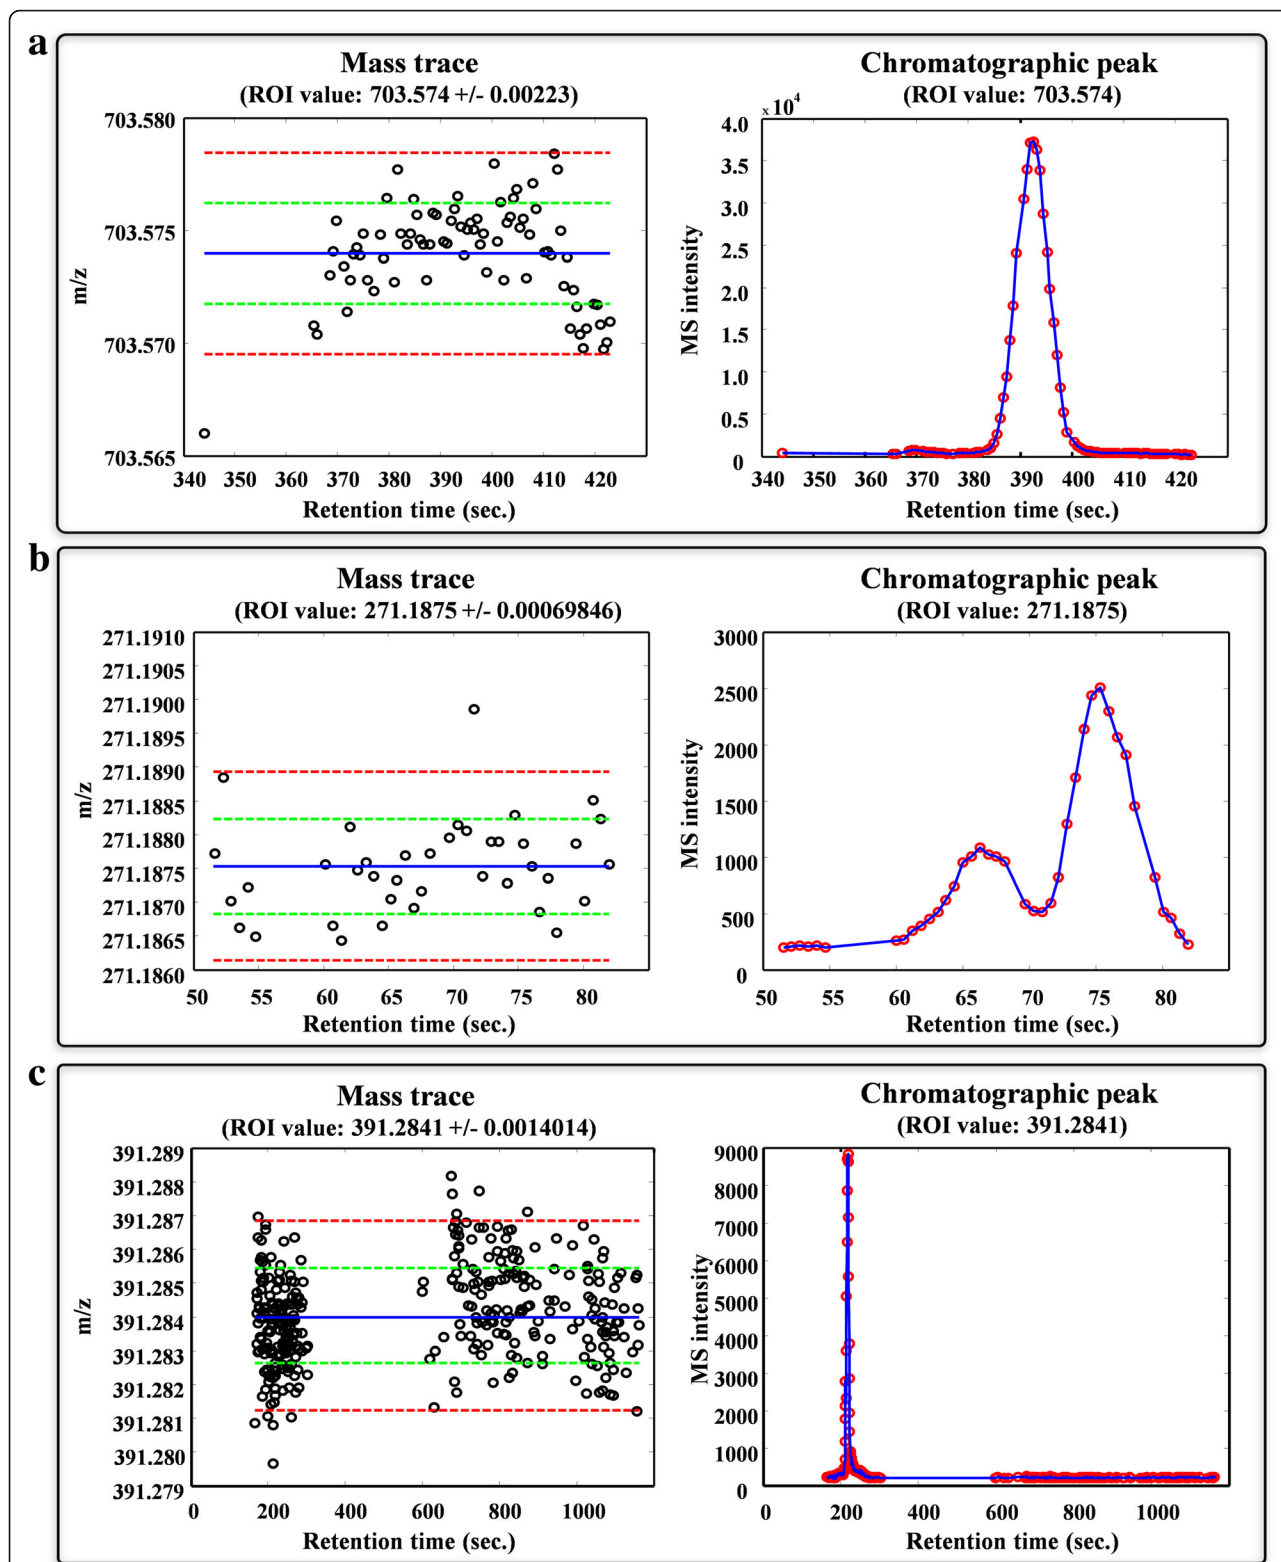 a
Mass trace
(ROI value: 703.574 +/- 0.00223)
703.580
703.575
703.570
703.565
m/z
340 350 360 370 380 390 400 410 420
Retention time (sec.)
Chromatographic peak
(ROI value: 703.574)
x 10^4
4.0
3.5
3.0
2.5
2.0
1.5
1.0
0.5
0
MS intensity
340 350 360 370 380 390 400 410 420
Retention time (sec.)
b
Mass trace
(ROI value: 271.1875 +/- 0.00069846)
271.1910
271.1905
271.1900
271.1895
271.1890
271.1885
271.1880
271.1875
271.1870
271.1865
271.1860
m/z
50 55 60 65 70 75 80
Retention time (sec.)
Chromatographic peak
(ROI value: 271.1875)
3000
2500
2000
1500
1000
500
0
MS intensity
50 55 60 65 70 75 80
Retention time (sec.)
c
Mass trace
(ROI value: 391.2841 +/- 0.0014014)
391.289
391.288
391.287
391.286
391.285
391.284
391.283
391.282
391.281
391.280
391.279
m/z
0 200 400 600 800 1000
Retention time (sec.)
Chromatographic peak
(ROI value: 391.2841)
9000
8000
7000
6000
5000
4000
3000
2000
1000
0
MS intensity
0 200 400 600 800 1000
Retention time (sec.)